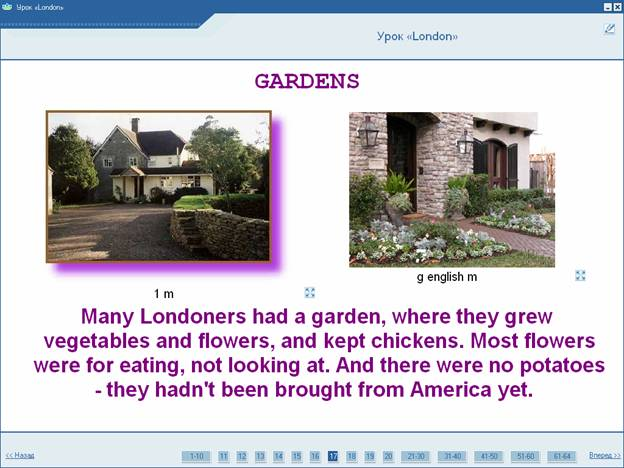 Урок «London»
Урок «London»
GARDENS
1 m
g english m
Many Londoners had a garden, where they grew
vegetables and flowers, and kept chickens. Most flowers
were for eating, not looking at. And there were no potatoes
- they hadn't been brought from America yet.
<< Назад 1-10 11 12 13 14 15 16 17 18 19 20 21-30 31-40 41-50 51-60 61-64 Вперед >>